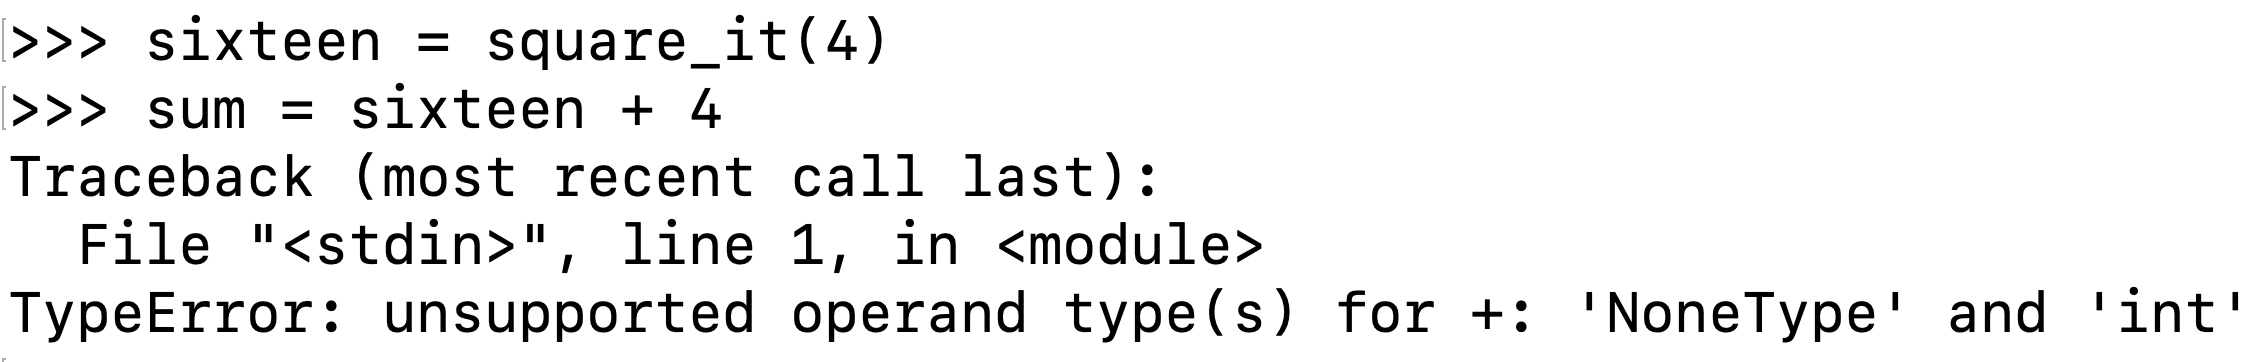 >>> sixteen = square_it(4)
>>> sum = sixteen + 4
Traceback (most recent call last):
  File "<stdin>", line 1, in <module>
TypeError: unsupported operand type(s) for +: 'NoneType' and 'int'